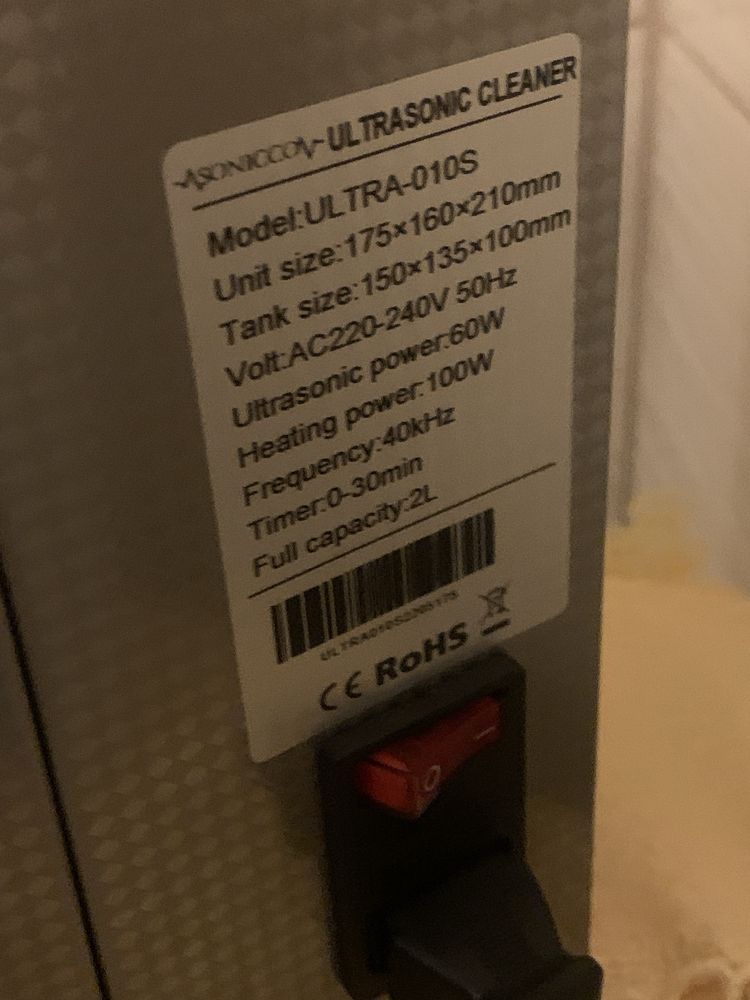 SONICCO ULTRASONIC CLEANER
Model:ULTRA-010S
Unit size:175×160×210mm
Tank size:150×135×100mm
Volt:AC220-240V 50Hz
Ultrasonic power:60W
Heating power:100W
Frequency:40kHz
Timer:0-30min
Full capacity:2L
CE RoHS